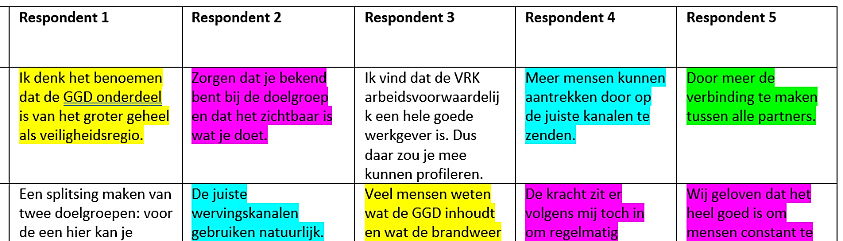 Respondent 1
Respondent 2
Respondent 3
Respondent 4
Respondent 5
Ik denk het benoemen
dat de GGD onderdeel
is van het groter geheel
als veiligheidsregio.
Zorgen dat je bekend
bent bij de doelgroep
en dat het zichtbaar is
wat je doet.
Ik vind dat de VRK
arbeidsvoorwaardelij
k een hele goede
werkgever is. Dus
daar zou je mee
kunnen profileren.
Meer mensen kunnen
aantrekken door op
de juiste kanalen te
zenden.
Door meer de
verbinding te maken
tussen alle partners.
Een splitsing maken van
twee doelgroepen: voor
de een hier kan je
De juiste
wervingskanalen
gebruiken natuurlijk.
Veel mensen weten
wat de GGD inhoudt
en wat de brandweer
De kracht zit er
volgens mij toch in
om regelmatig
Wij geloven dat het
heel goed is om
mensen constant te